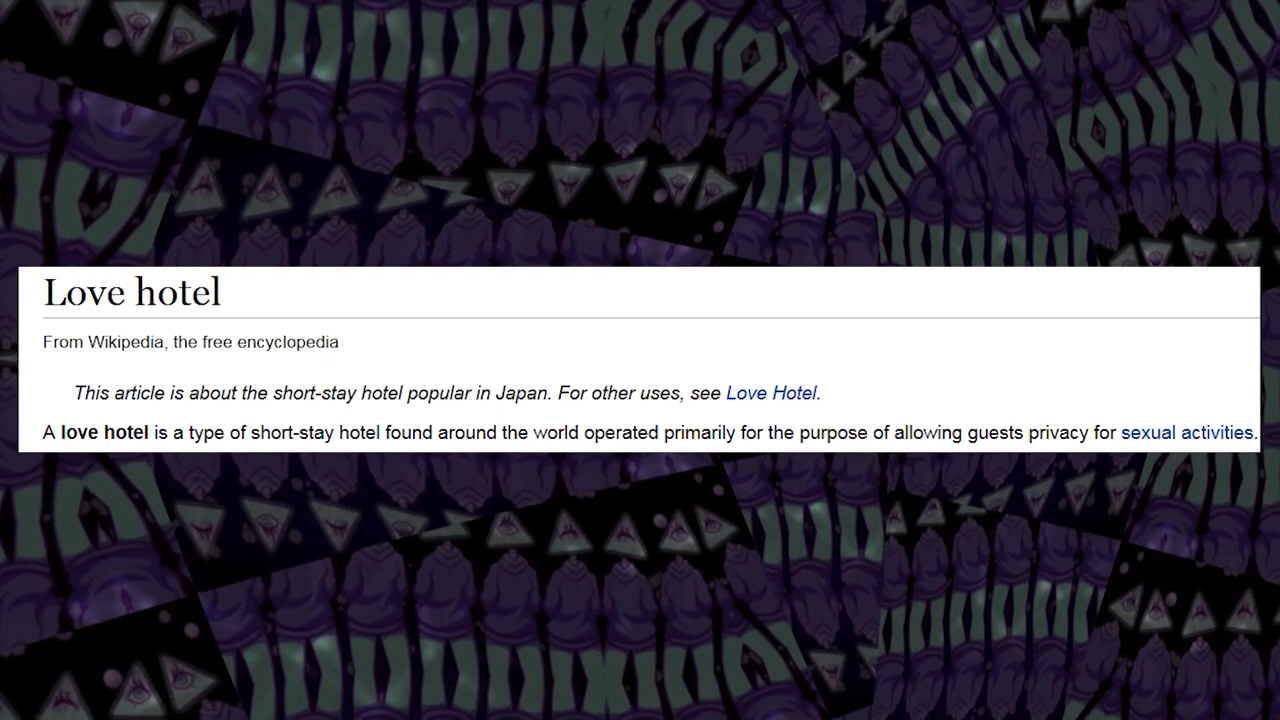 Love hotel
From Wikipedia, the free encyclopedia
This article is about the short-stay hotel popular in Japan. For other uses, see Love Hotel.
A love hotel is a type of short-stay hotel found around the world operated primarily for the purpose of allowing guests privacy for sexual activities.